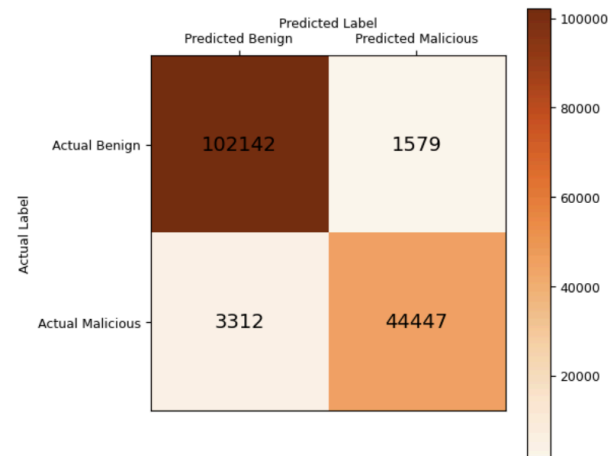 Predicted Label
Predicted Benign Predicted Malicious
Actual Label
Actual Benign
102142 1579
Actual Malicious
3312 44447
100000
80000
60000
40000
20000